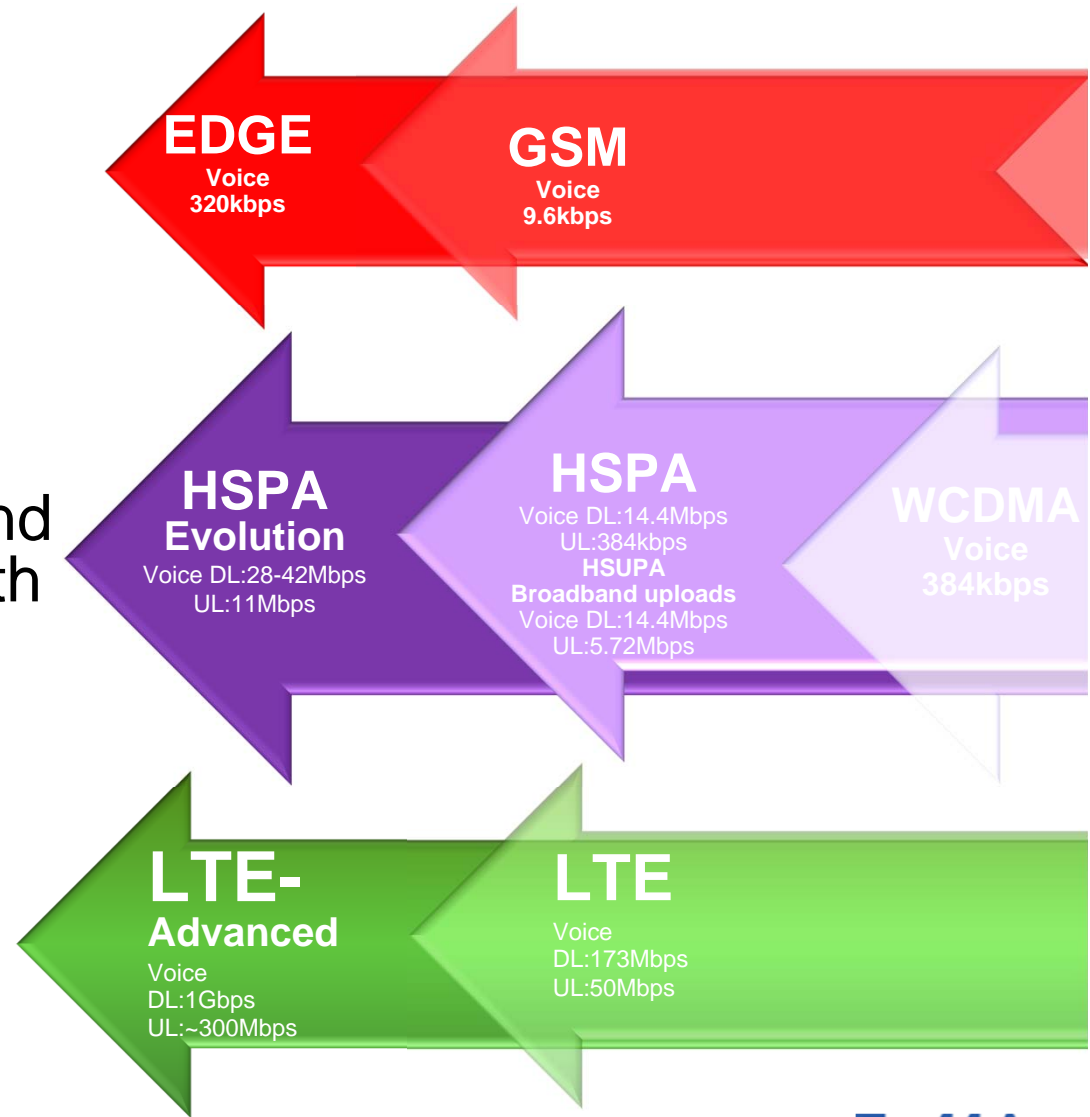 EDGE
Voice
320kbps
GSM
Voice
9.6kbps
HSPA
Evolution
Voice DL:28-42Mbps
UL:11Mbps
HSPA
Voice DL:14.4Mbps
UL:384kbps
HSUPA
Broadband uploads
Voice DL:14.4Mbps
UL:5.72Mbps
WCDMA
Voice
384kbps
nd
th
LTE-
Advanced
Voice
DL:1Gbps
UL:~300Mbps
LTE
Voice
DL:173Mbps
UL:50Mbps